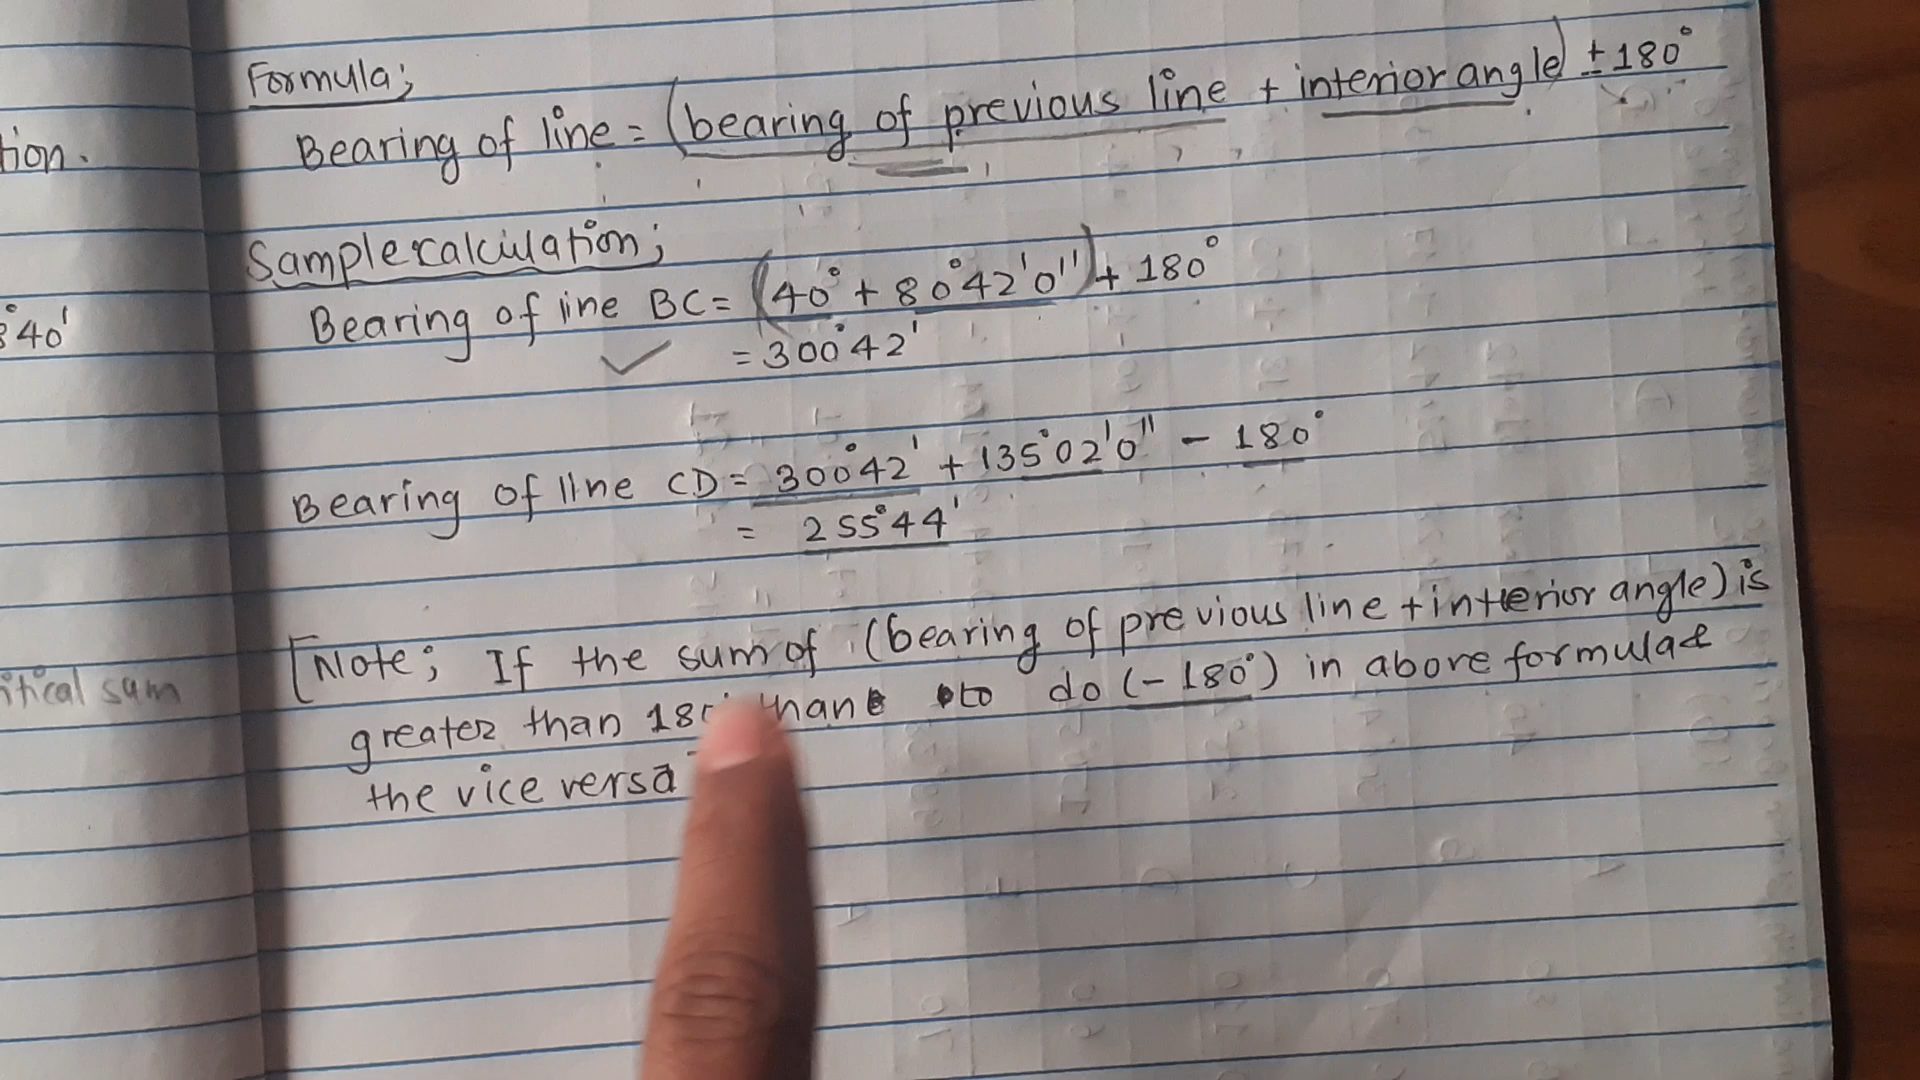 tion.
40'
itical sum
Formula;
Bearing of line = (bearing of previous line + interior angle) ± 180°
Sample calculation;
Bearing of line BC = (40° + 80°42'0") + 180°
= 300°42'
Bearing of line CD = 300°42' + 135°02'0" - 180°
= 255°44'
[Note; If the sum of (bearing of previous line + interior angle) is
greater than to do (-180°) in above formula &
the vice versa